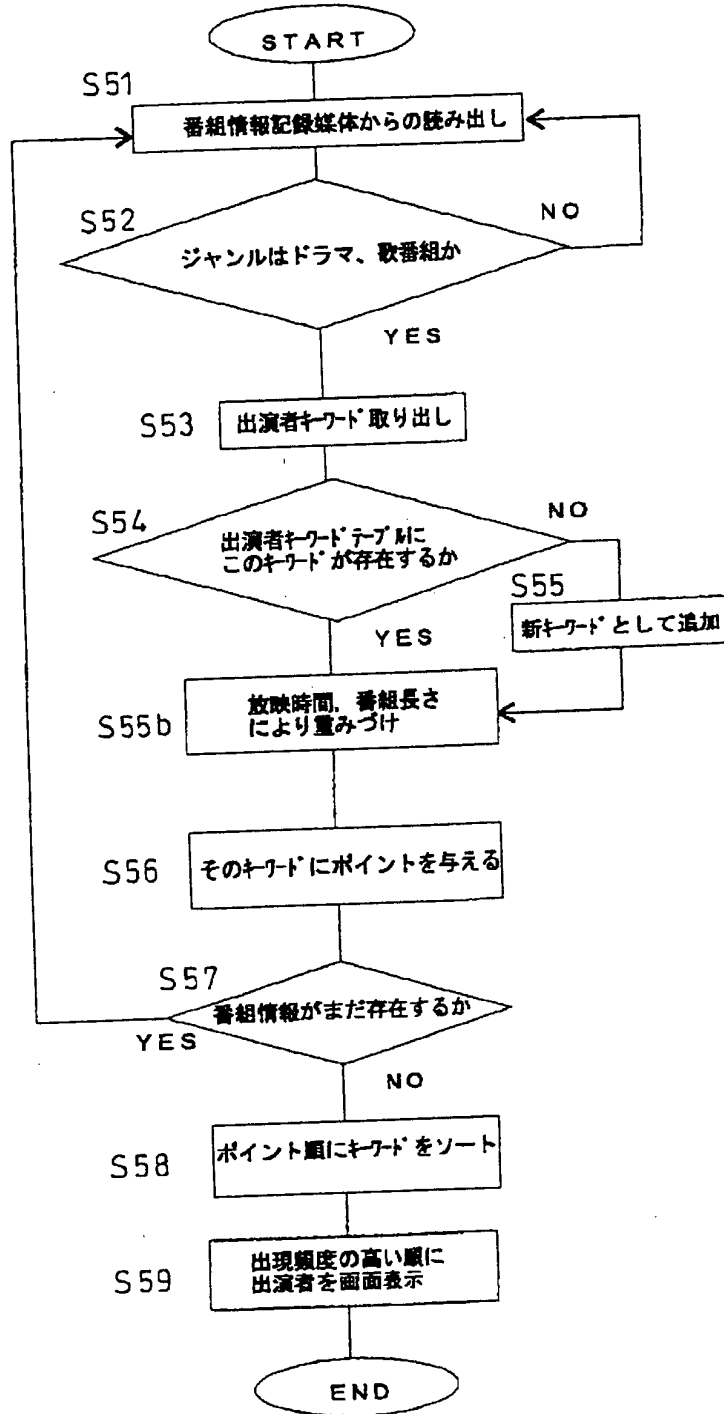 START
S51
番組情報記録媒体からの読み出し
S52
NO
ジャンルはドラマ、歌番組か
YES
S53
出演者ｷｰﾜｰﾄﾞ取り出し
S54
NO
出演者ｷｰﾜｰﾄﾞﾃｰﾌﾞﾙに
このｷｰﾜｰﾄﾞが存在するか
S55
新ｷｰﾜｰﾄﾞとして追加
YES
S55b
放映時間，番組長さ
により重みづけ
S56
そのｷｰﾜｰﾄﾞにポイントを与える
S57
番組情報がまだ存在するか
YES
NO
S58
ポイント順にｷｰﾜｰﾄﾞをソート
S59
出現頻度の高い順に
出演者を画面表示
END